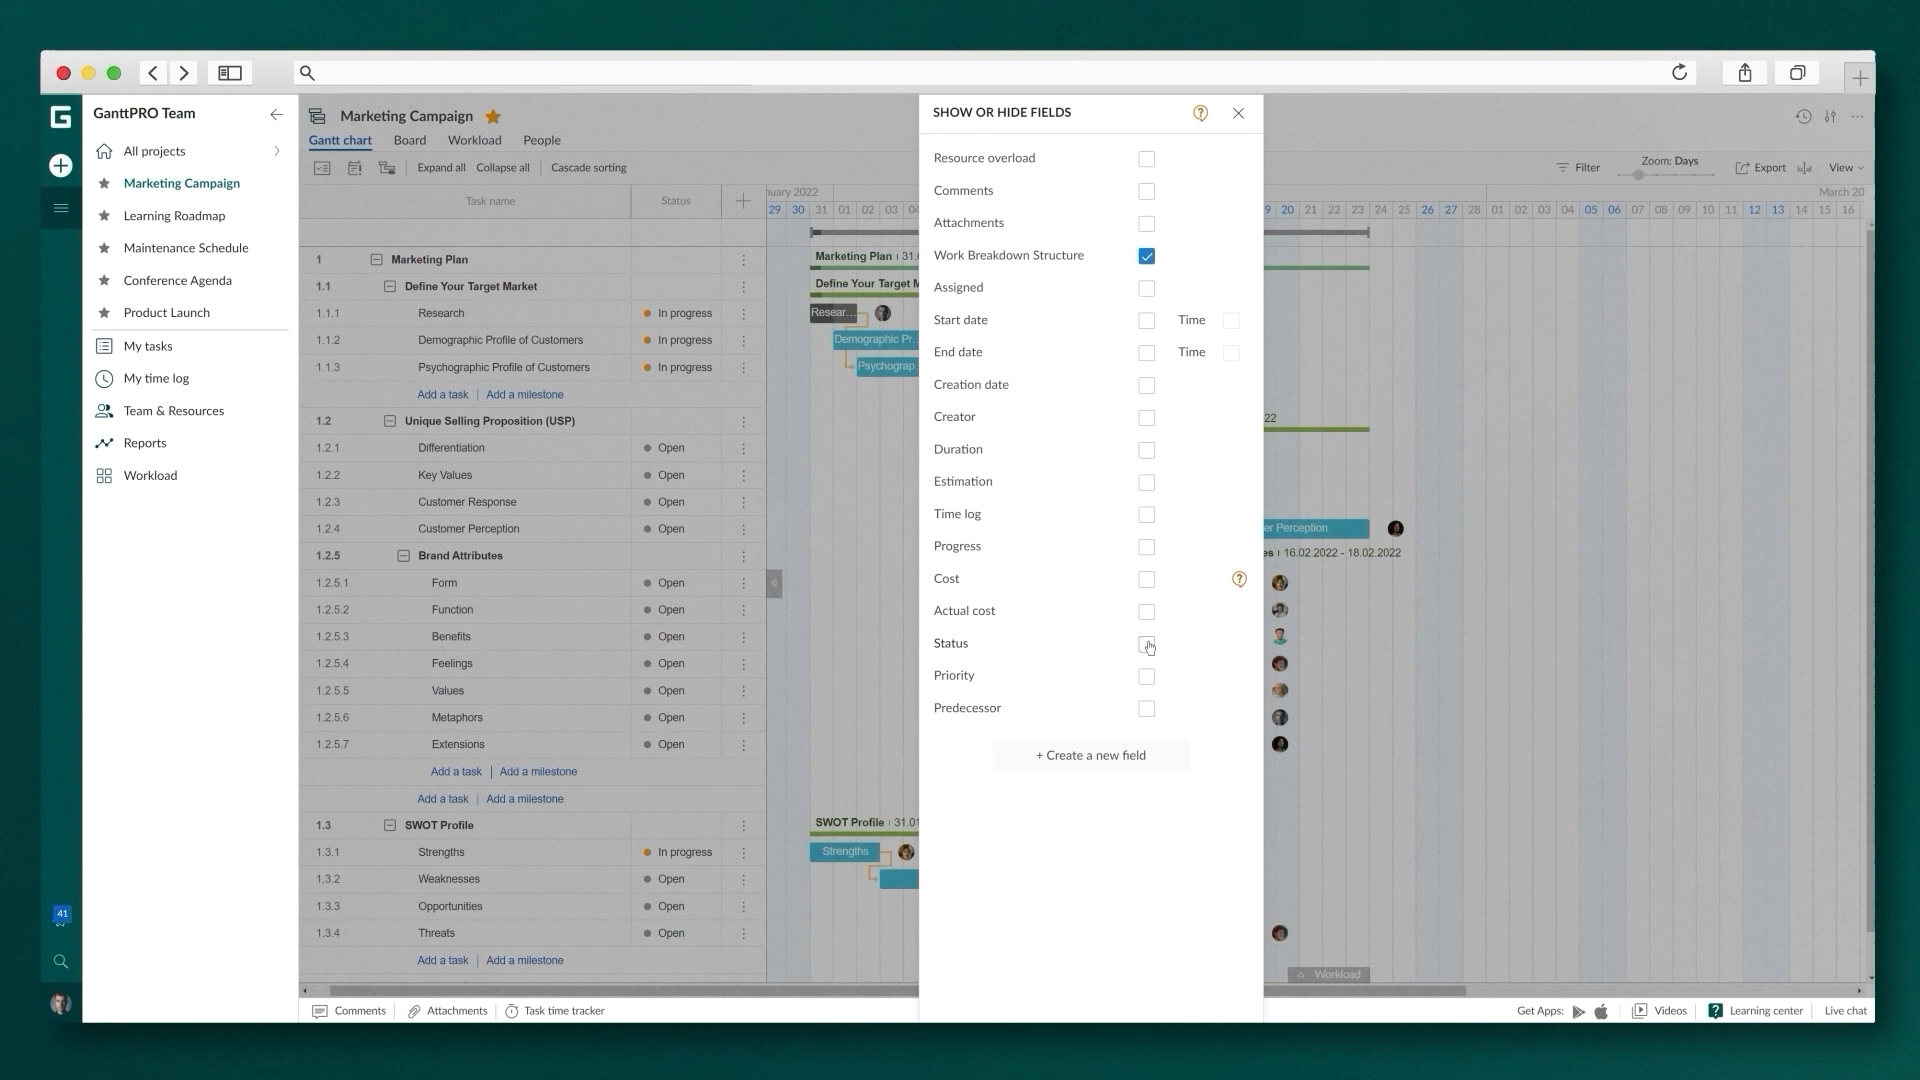 GanttPRO Team
All projects
Marketing Campaign
Learning Roadmap
Maintenance Schedule
Conference Agenda
Product Launch
My tasks
My time log
Team & Resources
Reports
Workload
41
Marketing Campaign
Gantt chart Board Workload People
Expand all Collapse all Cascade sorting
Filter Zoom: Days Export View
Task name Status
nuary 2022 March 20
29 30 31 01 02 03 04
9 20 21 22 23 24 25 26 27 28 01 02 03 04 05 06 07 08 09 10 11 12 13 14 15 16
1 Marketing Plan
1.1 Define Your Target Market
1.1.1 Research In progress
1.1.2 Demographic Profile of Customers In progress
1.1.3 Psychographic Profile of Customers In progress
Add a task | Add a milestone
1.2 Unique Selling Proposition (USP)
1.2.1 Differentiation Open
1.2.2 Key Values Open
1.2.3 Customer Response Open
1.2.4 Customer Perception Open
1.2.5 Brand Attributes
1.2.5.1 Form Open
1.2.5.2 Function Open
1.2.5.3 Benefits Open
1.2.5.4 Feelings Open
1.2.5.5 Values Open
1.2.5.6 Metaphors Open
1.2.5.7 Extensions Open
Add a task | Add a milestone
Add a task | Add a milestone
1.3 SWOT Profile
1.3.1 Strengths In progress
1.3.2 Weaknesses Open
1.3.3 Opportunities Open
1.3.4 Threats Open
Add a task | Add a milestone
Marketing Plan 31.0
Define Your Target M
Resear...
Demographic Pr...
Psychograp...
SWOT Profile 31.01
Strengths
SHOW OR HIDE FIELDS
Resource overload
Comments
Attachments
Work Breakdown Structure
Assigned
Start date Time
End date Time
Creation date
Creator
Duration
Estimation
Time log
Progress
Cost
Actual cost
Status
Priority
Predecessor
+ Create a new field
22
er Perception
es 16.02.2022 - 18.02.2022
Workload
Comments Attachments Task time tracker
Get Apps: Videos Learning center Live chat